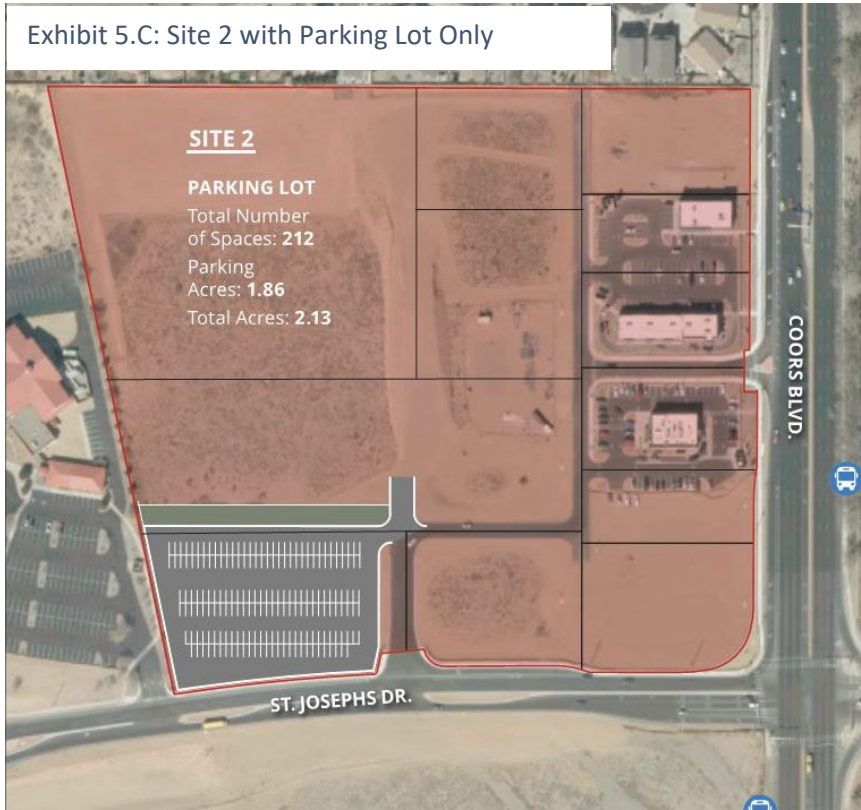 Exhibit 5.C: Site 2 with Parking Lot Only
SITE 2
PARKING LOT
Total Number
of Spaces: 212
Parking
Acres: 1.86
Total Acres: 2.13
COORS BLVD.
ST. JOSEPHS DR.